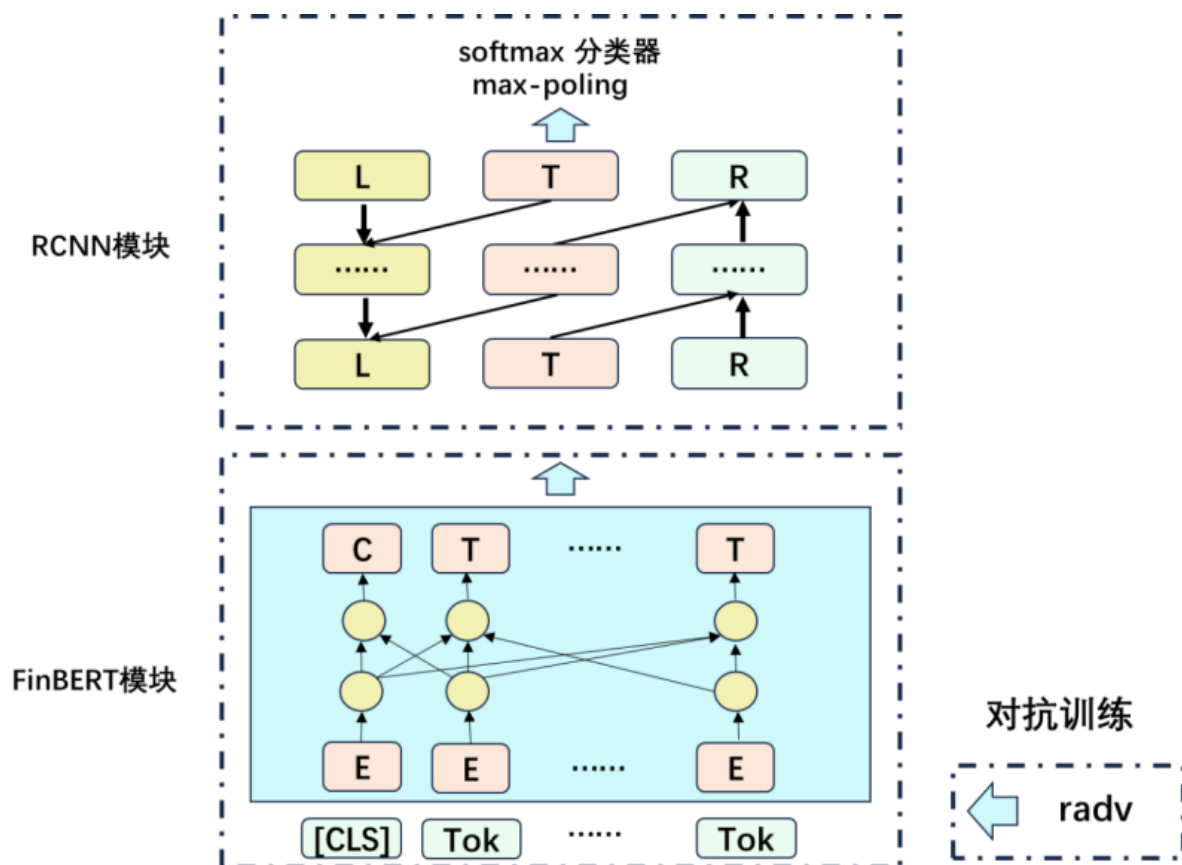 softmax 分类器
max-poling
L T R
RCNN模块
…… …… ……
L T R
C T …… T
FinBERT模块
对抗训练
E E …… E
radv
[CLS] Tok …… Tok